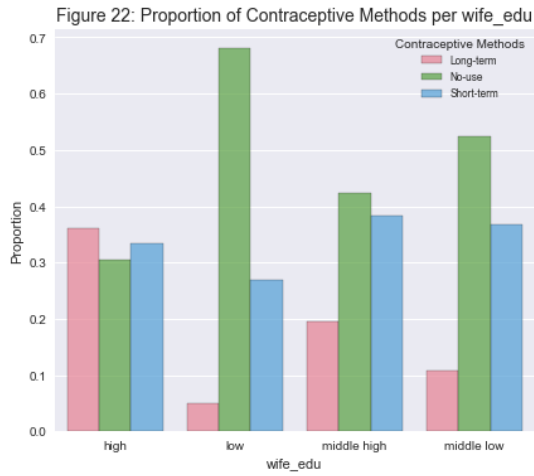 Figure 22: Proportion of Contraceptive Methods per wife_edu
Contraceptive Methods
Long-term
No-use
Short-term
0.7
0.6
0.5
0.4
0.3
0.2
0.1
0.0
Proportion
high low middle high middle low
wife_edu